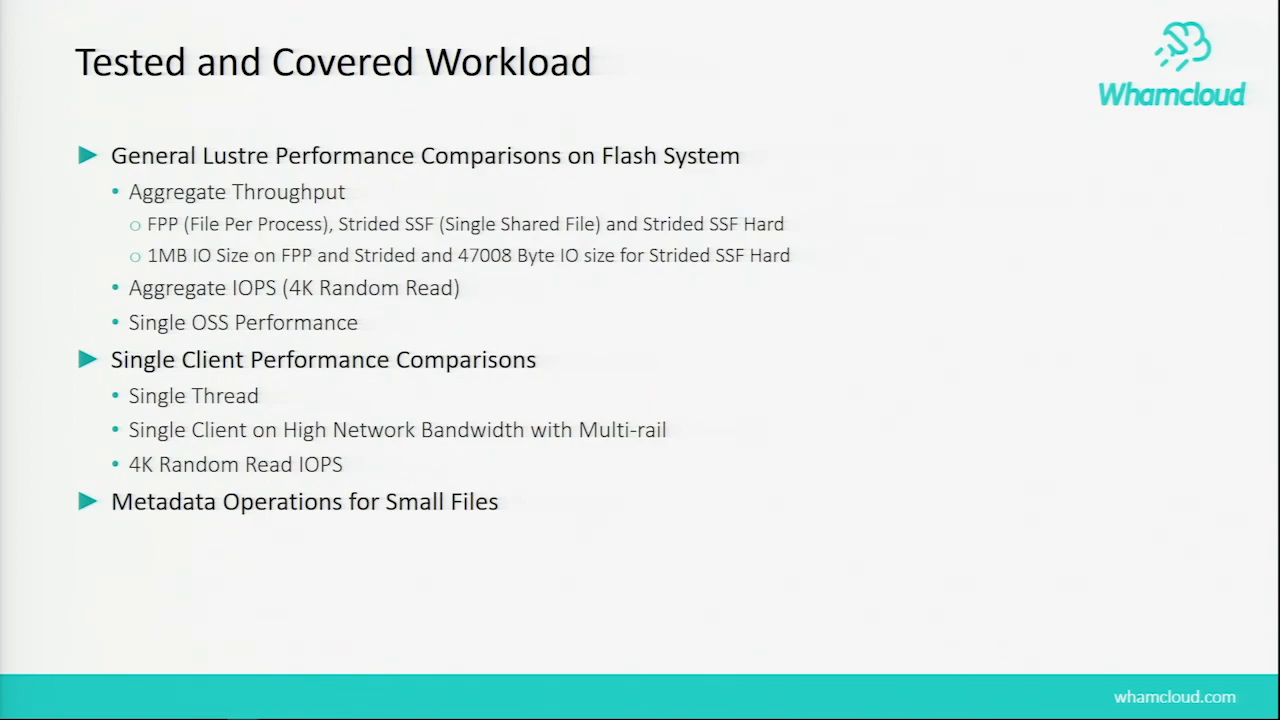 Tested and Covered Workload
Whamcloud
► General Lustre Performance Comparisons on Flash System
• Aggregate Throughput
o FPP (File Per Process), Strided SSF (Single Shared File) and Strided SSF Hard
o 1MB IO Size on FPP and Strided and 47008 Byte IO size for Strided SSF Hard
• Aggregate IOPS (4K Random Read)
• Single OSS Performance
► Single Client Performance Comparisons
• Single Thread
• Single Client on High Network Bandwidth with Multi-rail
• 4K Random Read IOPS
► Metadada Operations for Small Files
whamcloud.com